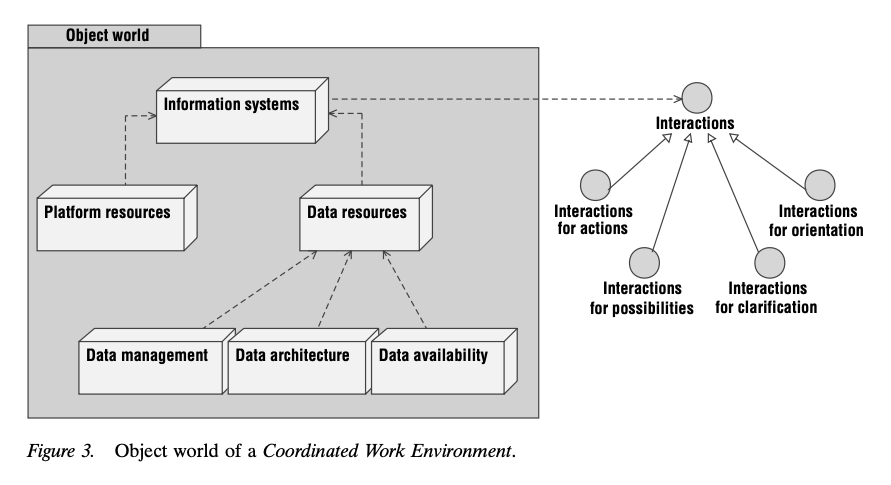 Object world
Information systems
Interactions
Platform resources
Data resources
Interactions
for actions
Interactions
for orientation
Interactions
for possibilities
Interactions
for clarification
Data management
Data architecture
Data availability
Figure 3. Object world of a Coordinated Work Environment.